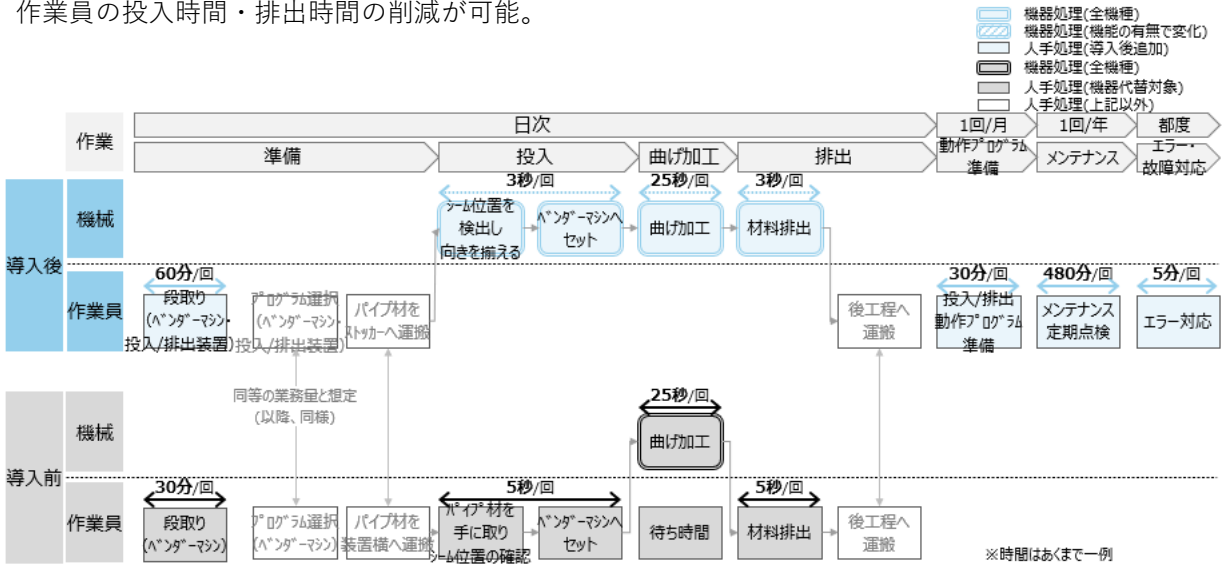 作業員の投入時間・排出時間の削減が可能。
機器処理(全機種)
機器処理(機能の有無で変化)
人手処理(導入後追加)
機器処理(全機種)
人手処理(機器代替対象)
人手処理(上記以外)
作業
日次
1回/月
1回/年
都度
準備
投入
曲げ加工
排出
動作ﾌﾟﾛｸﾞﾗﾑ
準備
メンテナンス
エラー・
故障対応
導入後
機械
3秒/回
25秒/回
3秒/回
ｼｰﾑ位置を
検出し
向きを揃える
ﾍﾞﾝﾀﾞｰﾏｼﾝへ
セット
曲げ加工
材料排出
作業員
60分/回
段取り
(ﾍﾞﾝﾀﾞｰﾏｼﾝ・
投入/排出装置)
ﾌﾟﾛｸﾞﾗﾑ選択
(ﾍﾞﾝﾀﾞｰﾏｼﾝ・
投入/排出装置)
パイプ材を
ｽﾄｯｶｰへ運搬
後工程へ
運搬
30分/回
投入/排出
動作ﾌﾟﾛｸﾞﾗﾑ
準備
480分/回
メンテナンス
定期点検
5分/回
エラー対応
同等の業務量と想定
(以降、同様)
導入前
機械
25秒/回
曲げ加工
作業員
30分/回
段取り
(ﾍﾞﾝﾀﾞｰﾏｼﾝ)
ﾌﾟﾛｸﾞﾗﾑ選択
(ﾍﾞﾝﾀﾞｰﾏｼﾝ)
パイプ材を
装置横へ運搬
5秒/回
ﾊﾟｲﾌﾟ材を
手に取り
ｼｰﾑ位置の確認
ﾍﾞﾝﾀﾞｰﾏｼﾝへ
セット
待ち時間
5秒/回
材料排出
後工程へ
運搬
※時間はあくまで一例